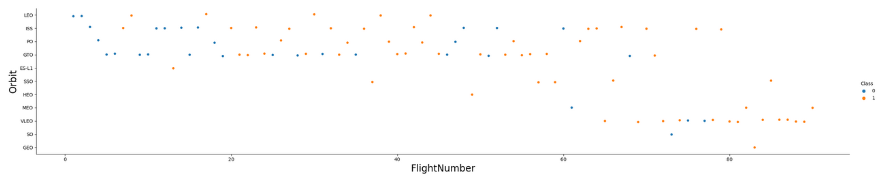 LEO
ISS
PO
GTO
ES-L1
SSO
HEO
MEO
VLEO
SO
GEO
Orbit
0
20
40
60
80
FlightNumber
Class
0
1